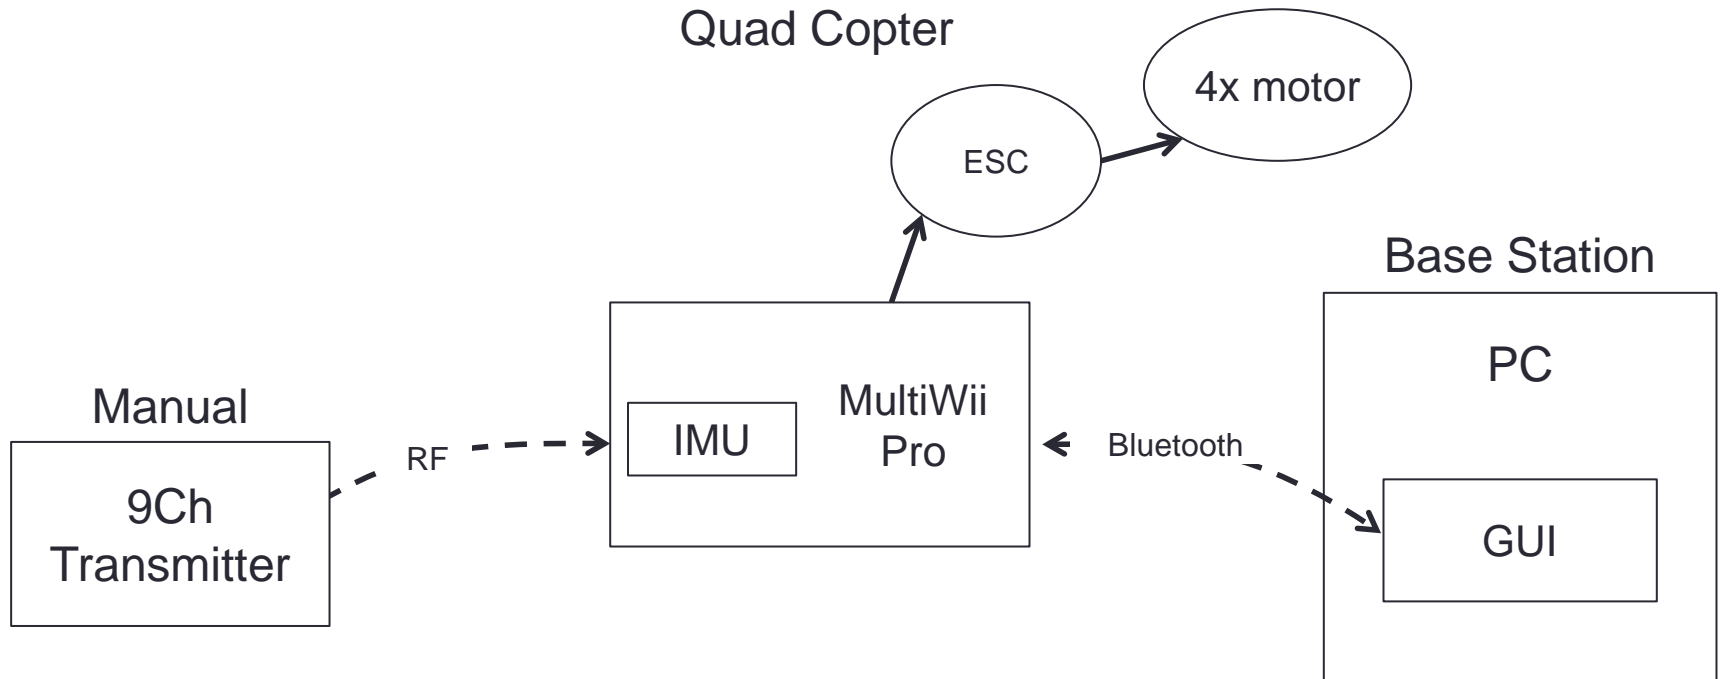 Quad Copter
4x motor
ESC
Base Station
PC
Manual
MultiWii
Pro
IMU
RF
Bluetooth
9Ch
Transmitter
GUI